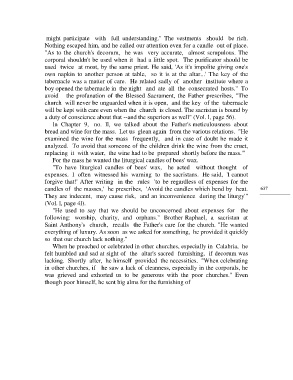 might participate with full understanding." The vestments should be rich.
Nothing escaped him, and he called our attention even for a candle out of place.
"As to the church's decorum, he was very accurate, almost scrupulous. The
corporal shouldn't be used when it had a little spot. The purificator should be
used twice at most, by the same priest. He said, 'As it's impolite giving one's
own napkin to another person at table, so it is at the altar...' The key of the
tabernacle was a matter of care. He related sadly of another institute where a
boy opened the tabernacle in the night and ate all the consecrated hosts." To
avoid the profanation of the Blessed Sacrament, the Father prescribes, "The
church will never be unguarded when it is open, and the key of the tabernacle
will be kept with care even when the church is closed. The sacristan is bound by
a duty of conscience about that –and the superiors as well" (Vol. 1, page 56).
In Chapter 9, no. 8, we talked about the Father's meticulousness about
bread and wine for the mass. Let us glean again from the various relations. "He
examined the wine for the mass frequently, and in case of doubt he made it
analyzed. To avoid that someone of the children drink the wine from the cruet,
replacing it with water, the wine had to be prepared shortly before the mass."
For the mass he wanted the liturgical candles of bees' wax.
"To have liturgical candles of bees' wax, he acted without thought of
expenses. I often witnessed his warning to the sacristans. He said, 'I cannot
forgive that!' After writing in the rules 'to be regardless of expenses for the
candles of the masses,' he prescribes, 'Avoid the candles which bend by heat.
They are indecent, may cause risk, and an inconvenience during the liturgy'"
(Vol. I, page 41).
637
"He used to say that we should be unconcerned about expenses for the
following: worship, charity, and orphans." Brother Raphael, a sacristan at
Saint Anthony's church, recalls the Father's care for the church. "He wanted
everything of luxury. As soon as we asked for something, he provided it quickly
so that our church lack nothing."
When he preached or celebrated in other churches, especially in Calabria, he
felt humbled and sad at sight of the altar's sacred furnishing, if decorum was
lacking. Shortly after, he himself provided the necessities. "When celebrating
in other churches, if he saw a lack of cleanness, especially in the corporals, he
was grieved and exhorted us to be generous with the poor churches." Even
though poor himself, he sent big alms for the furnishing of